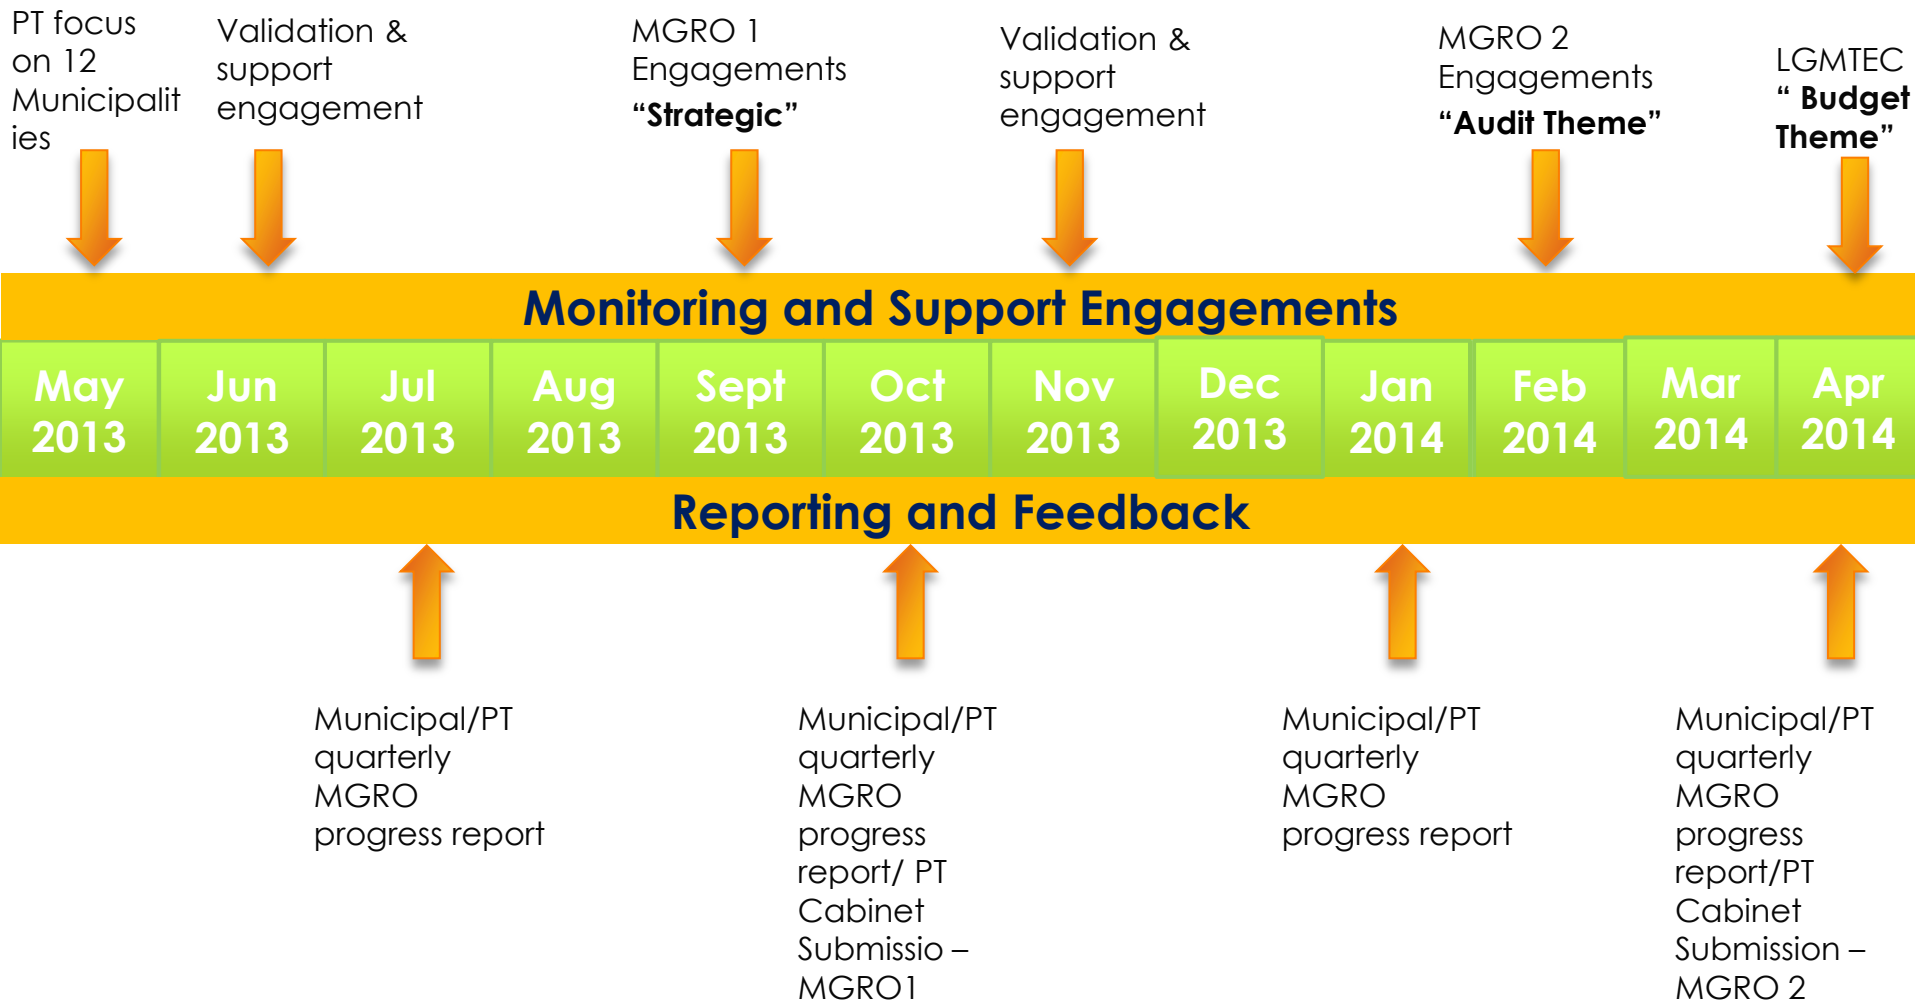 PT focus
on 12
Municipalit
ies
Validation &
support
engagement
MGRO 1
Engagements
“Strategic”
Validation &
support
engagement
MGRO 2
Engagements
“Audit Theme”
LGMTEC
“ Budget
Theme”
Monitoring and Support Engagements
May
2013
Jun
2013
Jul
2013
Aug
2013
Sept
2013
Oct
2013
Nov
2013
Dec
2013
Jan
2014
Feb
2014
Mar
2014
Apr
2014
Reporting and Feedback
Municipal/PT
quarterly
MGRO
progress report
Municipal/PT
quarterly
MGRO
progress
report/ PT
Cabinet
Submissio –
MGRO1
Municipal/PT
quarterly
MGRO
progress report
Municipal/PT
quarterly
MGRO
progress
report/PT
Cabinet
Submission –
MGRO 2